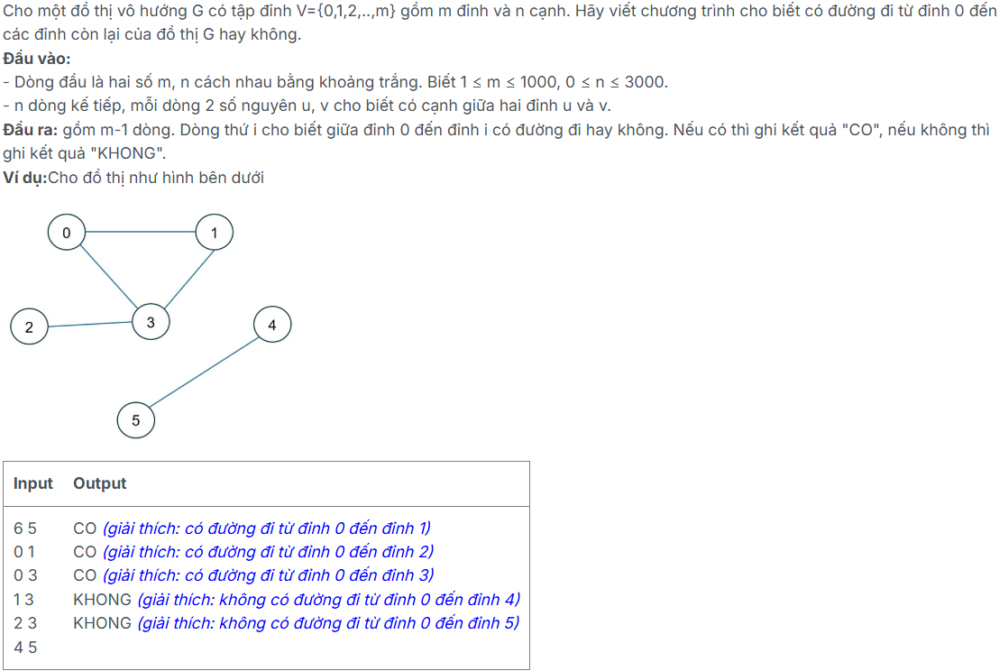 Cho một đồ thị vô hướng G có tập đỉnh V={0,1,2,..,m} gồm m đỉnh và n cạnh. Hãy viết chương trình cho biết có đường đi từ đỉnh 0 đến
các đỉnh còn lại của đồ thị G hay không.
Đầu vào:
- Dòng đầu là hai số m, n cách nhau bằng khoảng trắng. Biết 1 ≤ m ≤ 1000, 0 ≤ n ≤ 3000.
- n dòng kế tiếp, mỗi dòng 2 số nguyên u, v cho biết có cạnh giữa hai đỉnh u và v.
Đầu ra: gồm m-1 dòng. Dòng thứ i cho biết giữa đỉnh 0 đến đỉnh i có đường đi hay không. Nếu có thì ghi kết quả "CO", nếu không thì
ghi kết quả "KHONG".
Ví dụ:Cho đồ thị như hình bên dưới
0 1
2 3 4
5
Input Output
6 5 CO (giải thích: có đường đi từ đỉnh 0 đến đỉnh 1)
0 1 CO (giải thích: có đường đi từ đỉnh 0 đến đỉnh 2)
0 3 CO (giải thích: có đường đi từ đỉnh 0 đến đỉnh 3)
1 3 KHONG (giải thích: không có đường đi từ đỉnh 0 đến đỉnh 4)
2 3 KHONG (giải thích: không có đường đi từ đỉnh 0 đến đỉnh 5)
4 5